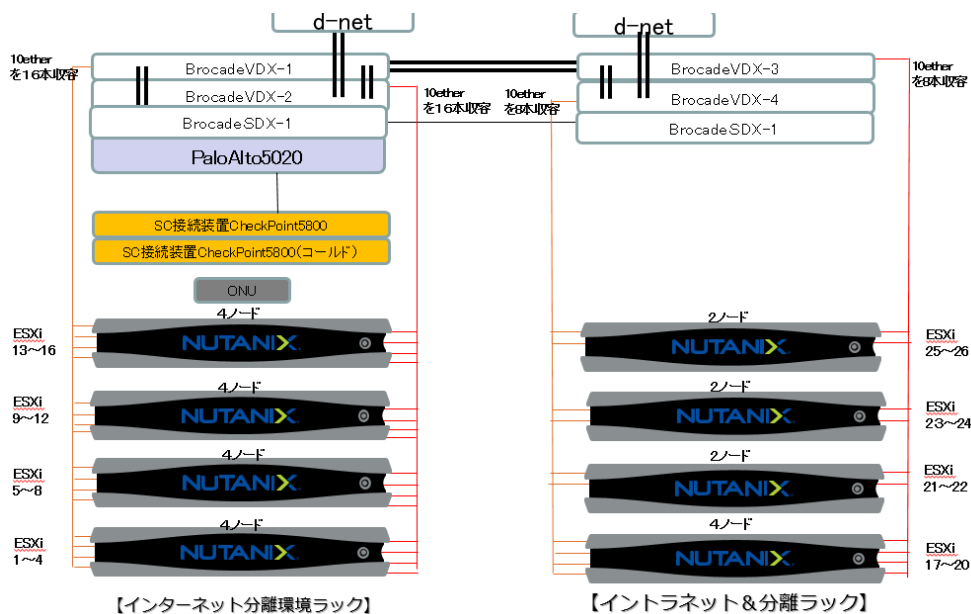 d-net
d-net
10ether
を16本収容
BrocadeVDX-1
BrocadeVDX-2
BrocadeSDX-1
PaloAlto5020
10ether
を16本収容
10ether
を8本収容
BrocadeVDX-3
BrocadeVDX-4
BrocadeSDX-1
10ether
を8本収容
SC接続装置CheckPoint5800
SC接続装置CheckPoint5800(コールド)
ONU
4ノード
ESXi
13~16
NUTANIX
4ノード
ESXi
9~12
NUTANIX
4ノード
ESXi
5~8
NUTANIX
4ノード
ESXi
1~4
NUTANIX
【インターネット分離環境ラック】
2ノード
NUTANIX
ESXi
25~26
2ノード
NUTANIX
ESXi
23~24
2ノード
NUTANIX
ESXi
21~22
4ノード
NUTANIX
ESXi
17~20
【イントラネット&分離ラック】